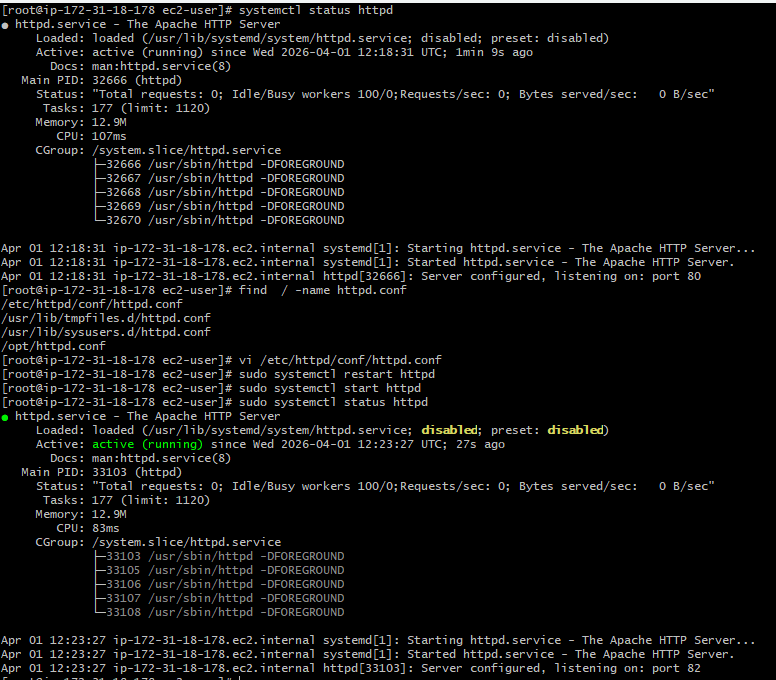 [root@ip-172-31-18-178 ec2-user]# systemctl status httpd
● httpd.service - The Apache HTTP Server
     Loaded: loaded (/usr/lib/systemd/system/httpd.service; disabled; preset: disabled)
     Active: active (running) since Wed 2026-04-01 12:18:31 UTC; 1min 9s ago
       Docs: man:httpd.service(8)
   Main PID: 32666 (httpd)
     Status: "Total requests: 0; Idle/Busy workers 100/0;Requests/sec: 0; Bytes served/sec:   0 B/sec"
      Tasks: 177 (limit: 1120)
     Memory: 12.9M
        CPU: 107ms
     CGroup: /system.slice/httpd.service
             ├─32666 /usr/sbin/httpd -DFOREGROUND
             ├─32667 /usr/sbin/httpd -DFOREGROUND
             ├─32668 /usr/sbin/httpd -DFOREGROUND
             ├─32669 /usr/sbin/httpd -DFOREGROUND
             └─32670 /usr/sbin/httpd -DFOREGROUND

Apr 01 12:18:31 ip-172-31-18-178.ec2.internal systemd[1]: Starting httpd.service - The Apache HTTP Server...
Apr 01 12:18:31 ip-172-31-18-178.ec2.internal systemd[1]: Started httpd.service - The Apache HTTP Server.
Apr 01 12:18:31 ip-172-31-18-178.ec2.internal httpd[32666]: Server configured, listening on: port 80
[root@ip-172-31-18-178 ec2-user]# find  / -name httpd.conf
/etc/httpd/conf/httpd.conf
/usr/lib/tmpfiles.d/httpd.conf
/usr/lib/sysusers.d/httpd.conf
/opt/httpd.conf
[root@ip-172-31-18-178 ec2-user]# vi /etc/httpd/conf/httpd.conf
[root@ip-172-31-18-178 ec2-user]# sudo systemctl restart httpd
[root@ip-172-31-18-178 ec2-user]# sudo systemctl start httpd
[root@ip-172-31-18-178 ec2-user]# sudo systemctl status httpd
● httpd.service - The Apache HTTP Server
     Loaded: loaded (/usr/lib/systemd/system/httpd.service; disabled; preset: disabled)
     Active: active (running) since Wed 2026-04-01 12:23:27 UTC; 27s ago
       Docs: man:httpd.service(8)
   Main PID: 33103 (httpd)
     Status: "Total requests: 0; Idle/Busy workers 100/0;Requests/sec: 0; Bytes served/sec:   0 B/sec"
      Tasks: 177 (limit: 1120)
     Memory: 12.9M
        CPU: 83ms
     CGroup: /system.slice/httpd.service
             ├─33103 /usr/sbin/httpd -DFOREGROUND
             ├─33105 /usr/sbin/httpd -DFOREGROUND
             ├─33106 /usr/sbin/httpd -DFOREGROUND
             ├─33107 /usr/sbin/httpd -DFOREGROUND
             └─33108 /usr/sbin/httpd -DFOREGROUND

Apr 01 12:23:27 ip-172-31-18-178.ec2.internal systemd[1]: Starting httpd.service - The Apache HTTP Server...
Apr 01 12:23:27 ip-172-31-18-178.ec2.internal systemd[1]: Started httpd.service - The Apache HTTP Server.
Apr 01 12:23:27 ip-172-31-18-178.ec2.internal httpd[33103]: Server configured, listening on: port 82
[root@ip-172-31-18-178 ec2-user]#